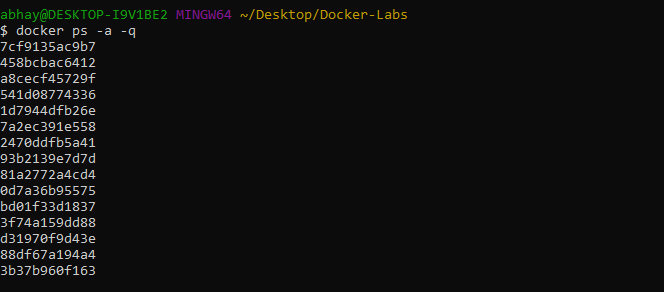 abhay@DESKTOP-I9V1BE2 MINGW64 ~/Desktop/Docker-Labs
$ docker ps -a -q
7cf9135ac9b7
458bcbac6412
a8cecf45729f
541d08774336
1d7944dfb26e
7a2ec391e558
2470ddfb5a41
93b2139e7d7d
81a2772a4cd4
0d7a36b95575
bd01f33d1837
3f74a159dd88
d31970f9d43e
88df67a194a4
3b37b960f163